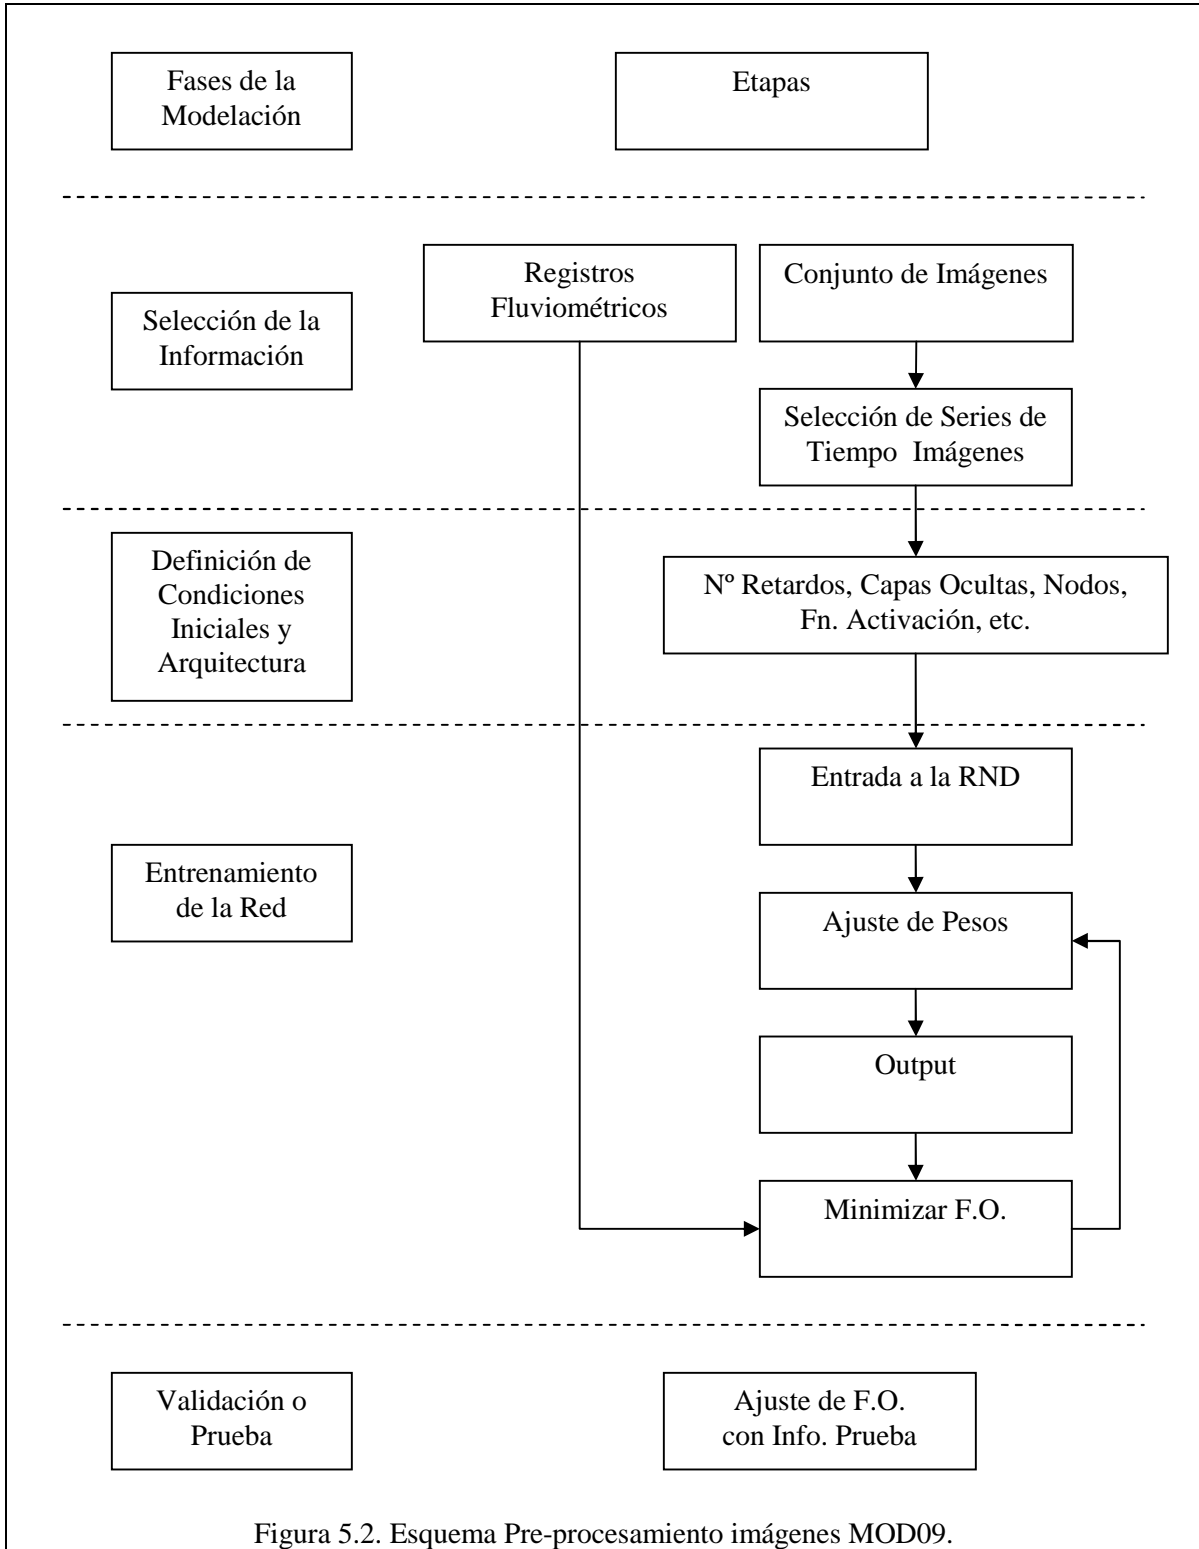 Fases de la
Modelación
Etapas
Registros
Fluviométricos
Conjunto de Imágenes
Selección de la
Información
Selección de Series de
Tiempo Imágenes
Definición de
Condiciones
Iniciales y
Arquitectura
Nº Retardos, Capas Ocultas, Nodos,
Fn. Activación, etc.
Entrada a la RND
Entrenamiento
de la Red
Ajuste de Pesos
Output
Minimizar F.O.
Validación o
Prueba
Ajuste de F.O.
con Info. Prueba
Figura 5.2. Esquema Pre-procesamiento imágenes MOD09.